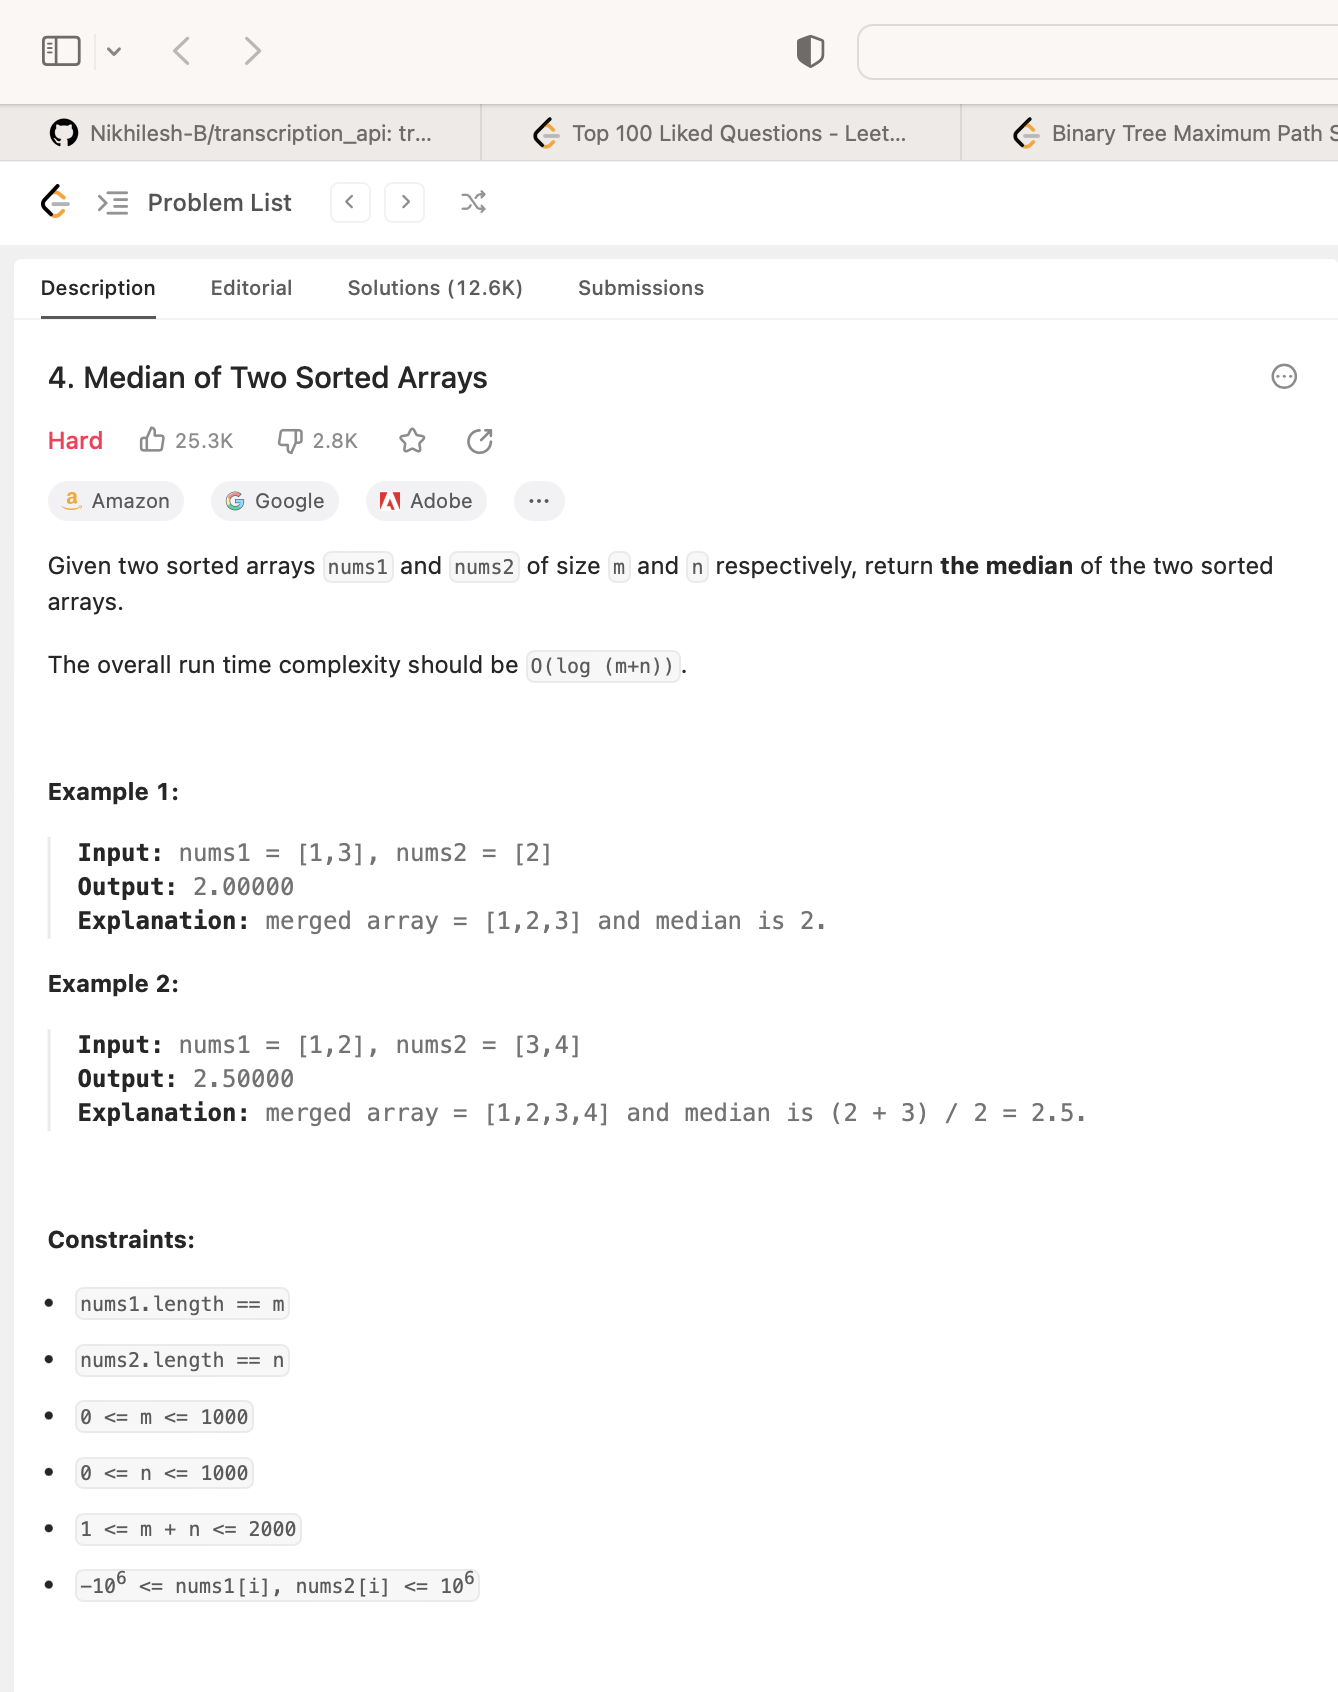 Nikhilesh-B/transcription_api: tr...
Top 100 Liked Questions - Leet...
Binary Tree Maximum Path S
Problem List
Description Editorial Solutions (12.6K) Submissions
4. Median of Two Sorted Arrays
Hard 25.3K 2.8K
Amazon Google Adobe ...
Given two sorted arrays nums1 and nums2 of size m and n respectively, return the median of the two sorted
arrays.
The overall run time complexity should be O(log (m+n)).
Example 1:
Input: nums1 = [1,3], nums2 = [2]
Output: 2.00000
Explanation: merged array = [1,2,3] and median is 2.
Example 2:
Input: nums1 = [1,2], nums2 = [3,4]
Output: 2.50000
Explanation: merged array = [1,2,3,4] and median is (2 + 3) / 2 = 2.5.
Constraints:
• nums1.length == m
• nums2.length == n
• 0 <= m <= 1000
• 0 <= n <= 1000
• 1 <= m + n <= 2000
• -10⁶ <= nums1[i], nums2[i] <= 10⁶